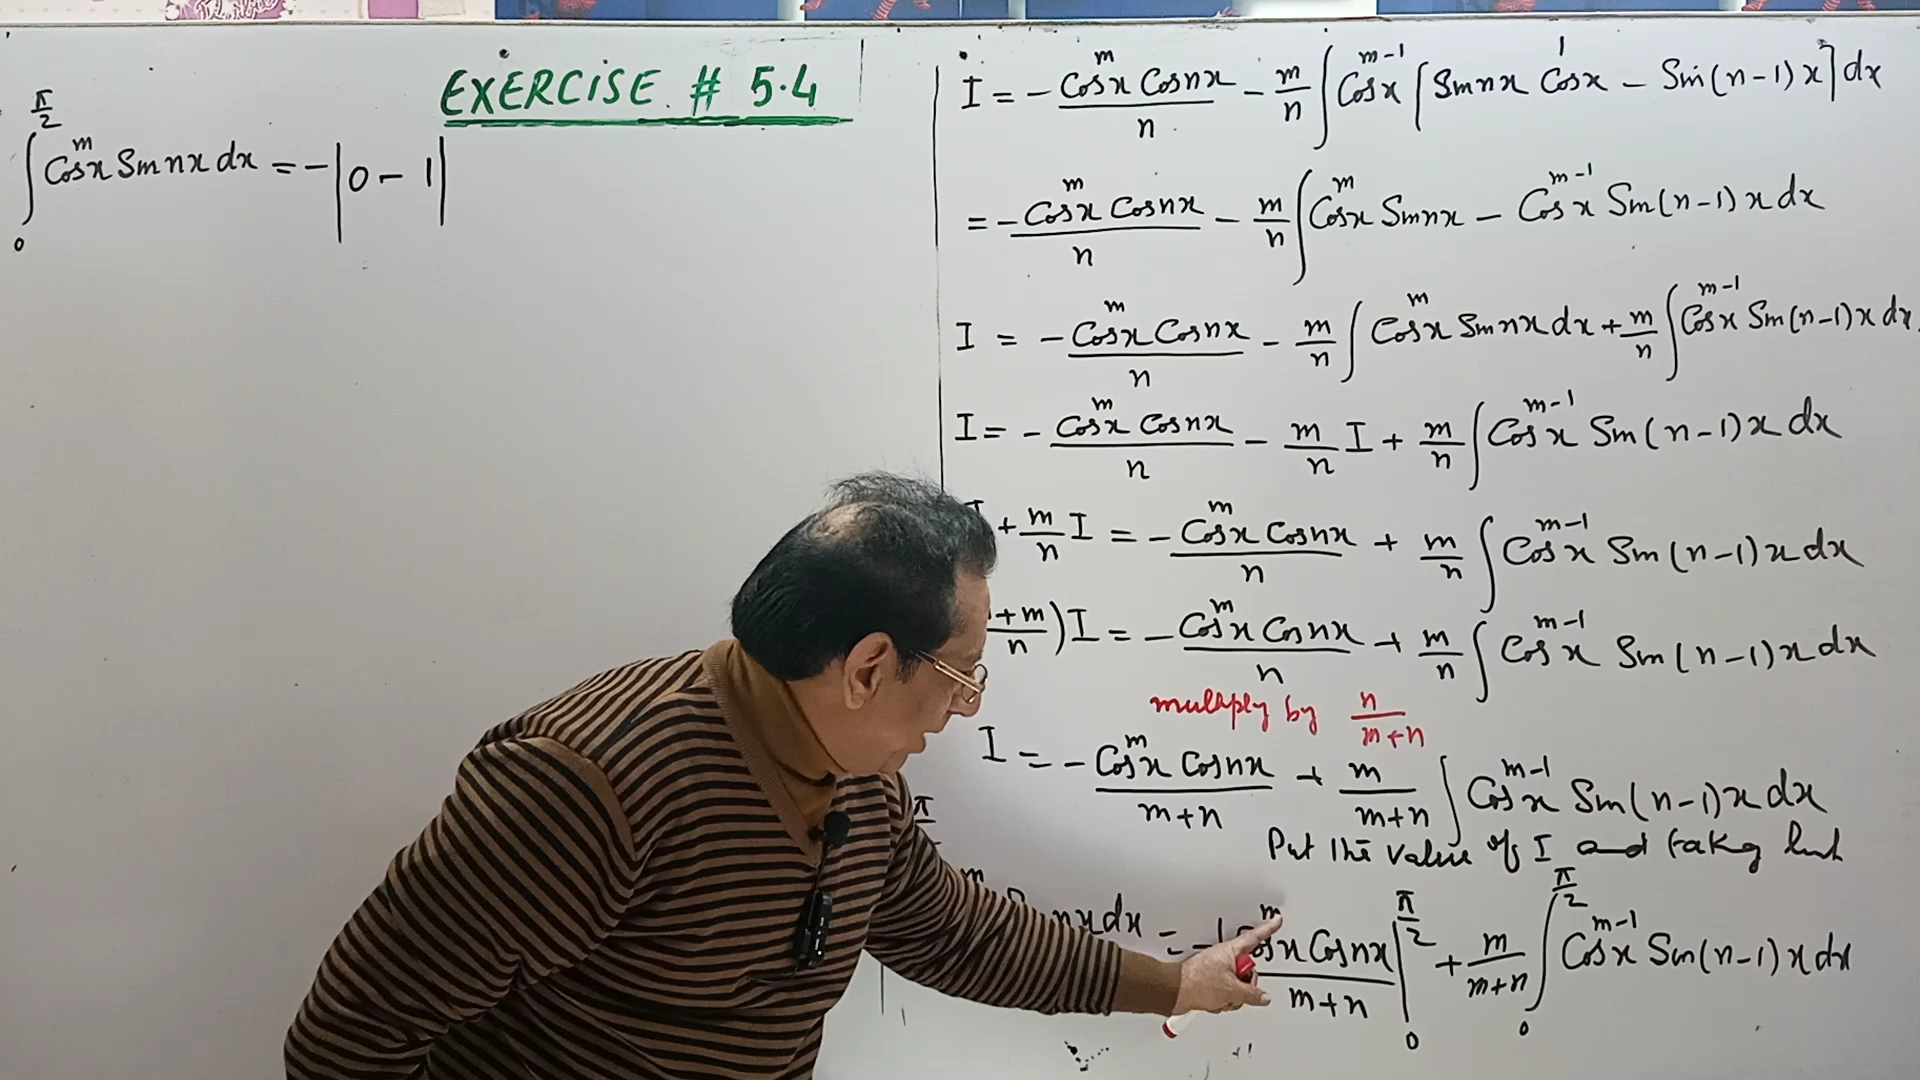 EXERCISE # 5.4
∫₀^{π/2} Cos^m x Sin nx dx = - | 0 - 1 |
I = - Cos^m x Cos nx / n - m/n ∫ Cos^{m-1} x [ Sin nx Cos^1 x - Sin(n-1)x ] dx
= - Cos^m x Cos nx / n - m/n ∫ Cos^m x Sin nx - Cos^{m-1} x Sin(n-1)x dx
I = - Cos^m x Cos nx / n - m/n ∫ Cos^m x Sin nx dx + m/n ∫ Cos^{m-1} x Sin(n-1)x dx.
I = - Cos^m x Cos nx / n - m/n I + m/n ∫ Cos^{m-1} x Sin(n-1)x dx
+ m/n I = - Cos^m x Cos nx / n + m/n ∫ Cos^{m-1} x Sin(n-1)x dx
+m / n ) I = - Cos^m x Cos nx / n + m/n ∫ Cos^{m-1} x Sin(n-1)x dx
multiply by n / m+n
I = - Cos^m x Cos nx / m+n + m / m+n ∫ Cos^{m-1} x Sin(n-1)x dx
Put the value of I and taking limit
nx dx = - | Cos^m x Cos nx / m+n |₀^{π/2} + m / m+n ∫₀^{π/2} Cos^{m-1} x Sin(n-1)x dx